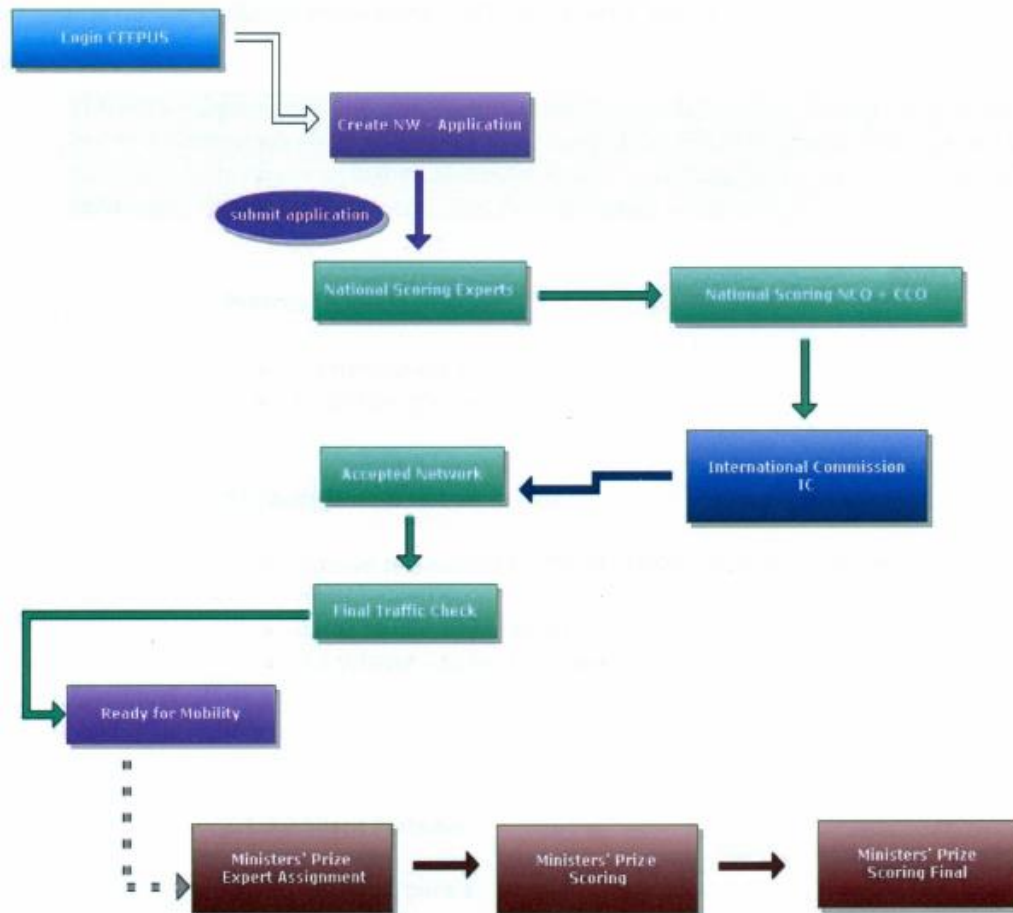 Login CEEPUS
Create NW - Application
submit application
National Scoring Experts
National Scoring NCO + CCO
International Commission
IC
Accepted Network
Final Traffic Check
Ready for Mobility
Ministers' Prize
Expert Assignment
Ministers' Prize
Scoring
Ministers' Prize
Scoring Final